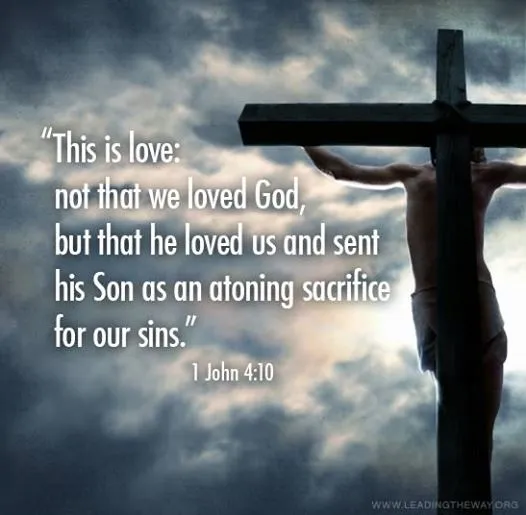 “This is love:
not that we loved God,
but that he loved us and sent
his Son as an atoning sacrifice
for our sins.”
1 John 4:10
WWW.LEADINGTHEWAY.ORG